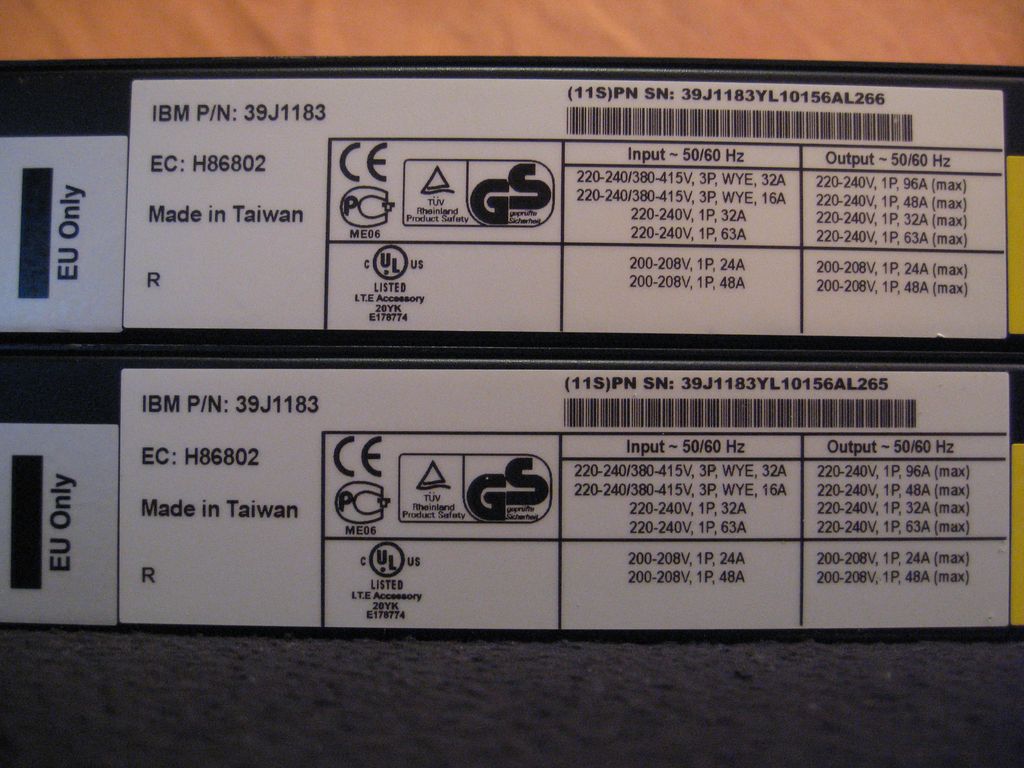 (11S)PN SN: 39J1183YL10156AL266
IBM P/N: 39J1183
EC: H86802
Made in Taiwan
R
EU Only
CE
PCT
ME06
TÜV
Rheinland
Product Safety
GS
geprüfte
Sicherheit
C UL US
LISTED
I.T.E Accessory
20YK
E178774
Input ~ 50/60 Hz
220-240/380-415V, 3P, WYE, 32A
220-240/380-415V, 3P, WYE, 16A
220-240V, 1P, 32A
220-240V, 1P, 63A
200-208V, 1P, 24A
200-208V, 1P, 48A
Output ~ 50/60 Hz
220-240V, 1P, 96A (max)
220-240V, 1P, 48A (max)
220-240V, 1P, 32A (max)
220-240V, 1P, 63A (max)
200-208V, 1P, 24A (max)
200-208V, 1P, 48A (max)
(11S)PN SN: 39J1183YL10156AL265
IBM P/N: 39J1183
EC: H86802
Made in Taiwan
R
EU Only
CE
PCT
ME06
TÜV
Rheinland
Product Safety
GS
geprüfte
Sicherheit
C UL US
LISTED
I.T.E Accessory
20YK
E178774
Input ~ 50/60 Hz
220-240/380-415V, 3P, WYE, 32A
220-240/380-415V, 3P, WYE, 16A
220-240V, 1P, 32A
220-240V, 1P, 63A
200-208V, 1P, 24A
200-208V, 1P, 48A
Output ~ 50/60 Hz
220-240V, 1P, 96A (max)
220-240V, 1P, 48A (max)
220-240V, 1P, 32A (max)
220-240V, 1P, 63A (max)
200-208V, 1P, 24A (max)
200-208V, 1P, 48A (max)